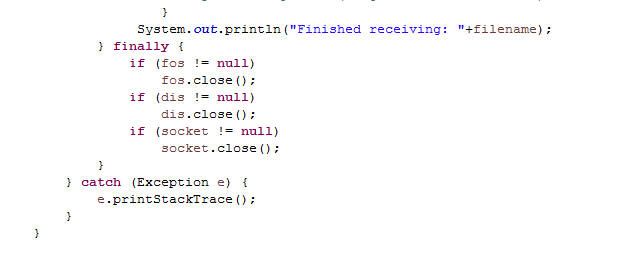 }
System.out.println("Finished receiving: "+filename);
} finally {
if (fos != null)
fos.close();
if (dis != null)
dis.close();
if (socket != null)
socket.close();
}
} catch (Exception e) {
e.printStackTrace();
}
}